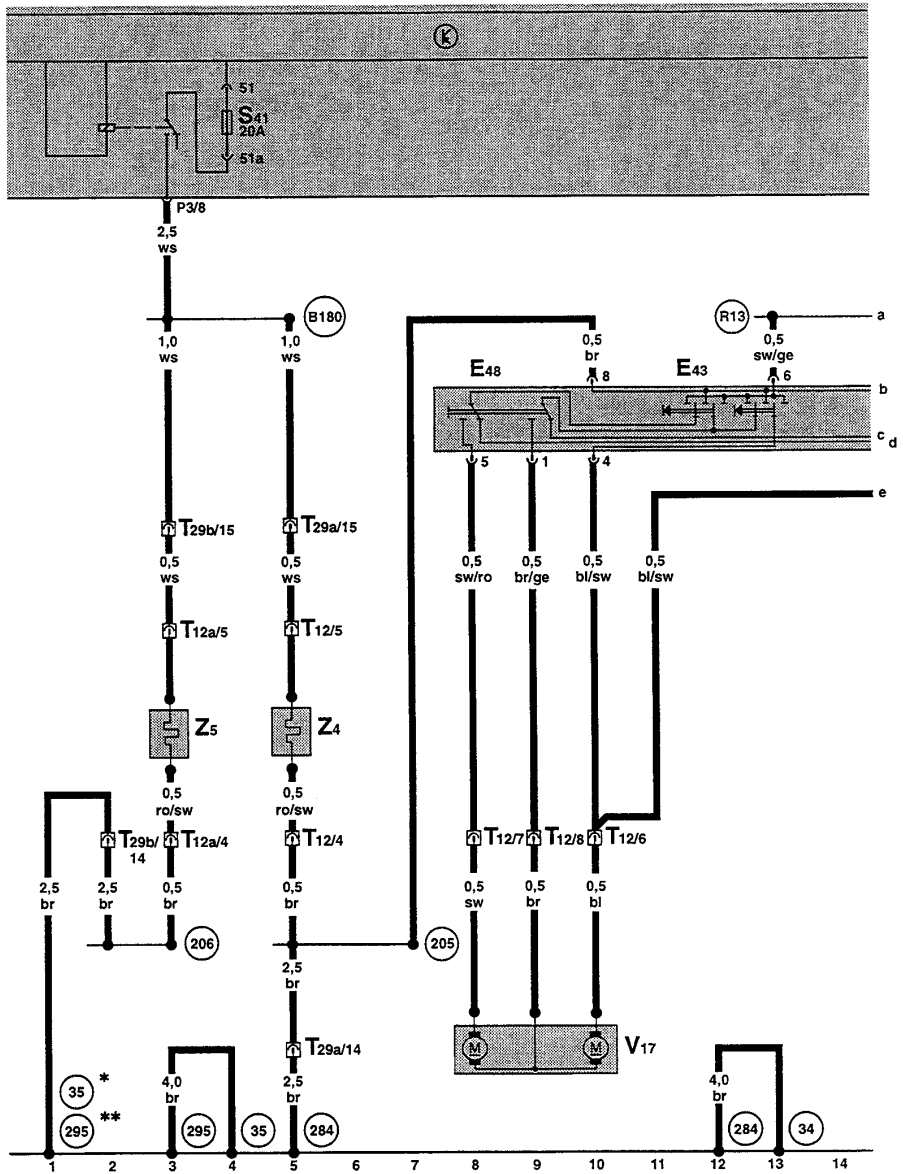 k
51
S41
20A
51a
P3/8
2,5
ws
B180
R13
a
1,0
ws
1,0
ws
0,5
br
0,5
sw/ge
E48
8
E43
6
b
c
d
5
1
4
e
T29b/15
T29a/15
0,5
ws
0,5
ws
0,5
sw/ro
0,5
br/ge
0,5
bl/sw
0,5
bl/sw
T12a/5
T12/5
Z5
Z4
0,5
ro/sw
0,5
ro/sw
T29b/
14
T12a/4
T12/4
T12/7
T12/8
T12/6
2,5
br
2,5
br
0,5
br
0,5
br
0,5
sw
0,5
br
0,5
bl
206
205
2,5
br
T29a/14
M
M
V17
35 *
295 **
4,0
br
295
35
2,5
br
284
4,0
br
284
34
1 2 3 4 5 6 7 8 9 10 11 12 13 14